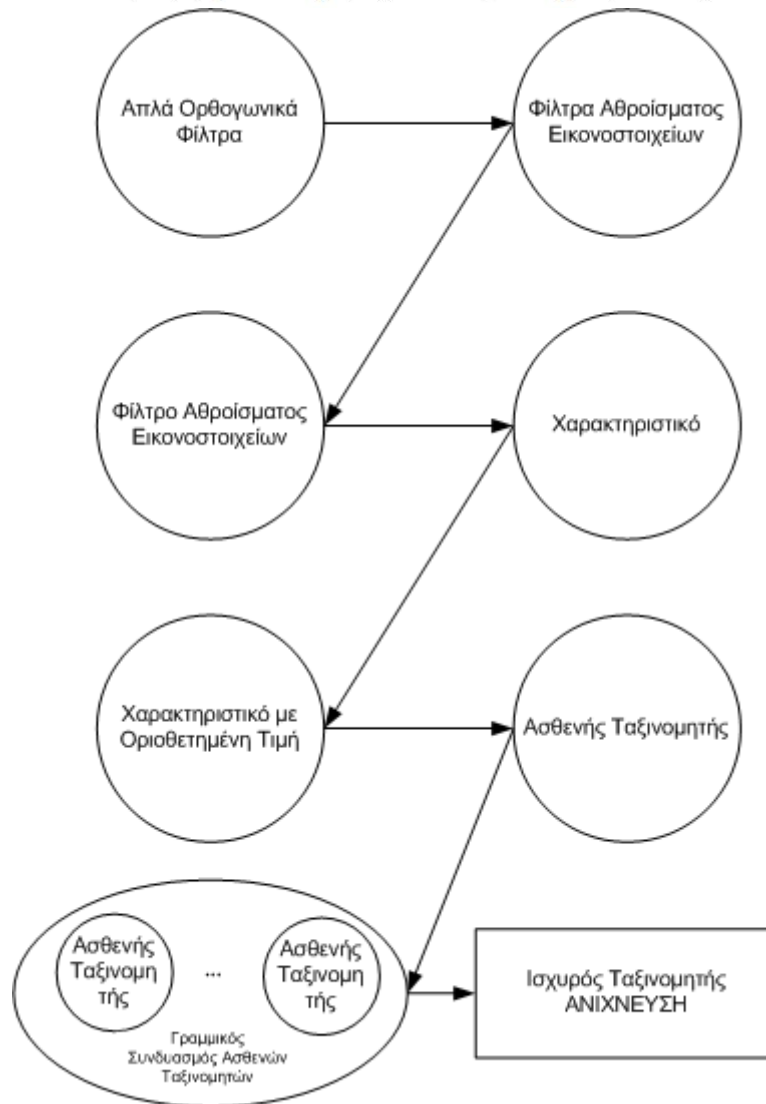 Απλά Ορθογωνικά
Φίλτρα
Φίλτρα Αθροίσματος
Εικονοστοιχείων
Φίλτρο Αθροίσματος
Εικονοστοιχείων
Χαρακτηριστικό
Χαρακτηριστικό με
Οριοθετημένη Τιμή
Ασθενής Ταξινομητής
Ασθενής
Ταξινομη
τής
...
Ασθενής
Ταξινομη
τής
Γραμμικός
Συνδυασμός Ασθενών
Ταξινομητών
Ισχυρός Ταξινομητής
ΑΝΙΧΝΕΥΣΗ